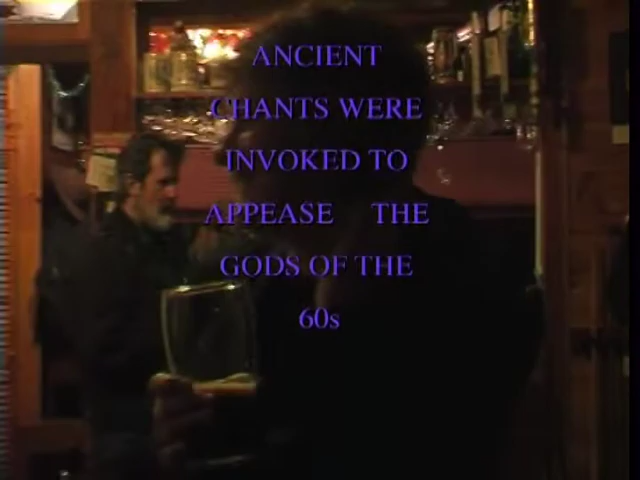 ANCIENT
CHANTS WERE
INVOKED TO
APPEASE THE
GODS OF THE
60s